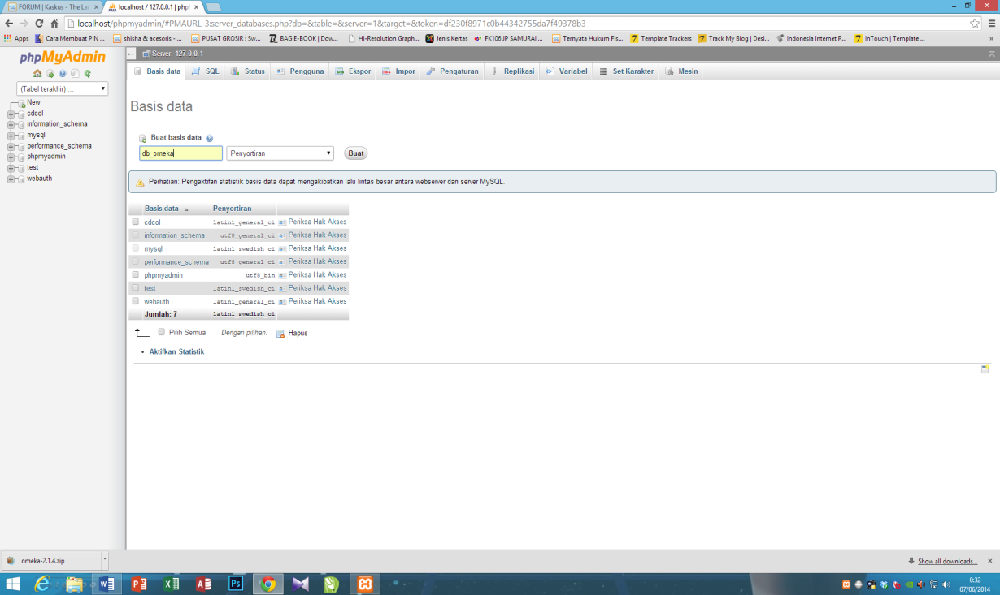 FORUM | Kaskus - The Lar
localhost / 127.0.0.1 | phpl
localhost/phpmyadmin/#PMAURL-3:server_databases.php?db=&table=&server=1&target=&token=df230f8971c0b44342755da7f49378b3
Apps Cara Membuat PIN ... shisha & acesoris - ... PUSAT GROSIR : Sw... BAGIE-BOOK | Dow... Hi-Resolution Graph... Jenis Kertas FK106 JP SAMURAI ... Ternyata Hukum Fis... Template Trackers Track My Blog | Desi... Indonesia Internet P... InTouch | Template ... »
phpMyAdmin
(Tabel terakhir) ...
New
cdcol
information_schema
mysql
performance_schema
phpmyadmin
test
webauth
Server: 127.0.0.1
Basis data SQL Status Pengguna Ekspor Impor Pengaturan Replikasi Variabel Set Karakter Mesin
Basis data
Buat basis data
db_omeka Penyortiran Buat
Perhatian: Pengaktifan statistik basis data dapat mengakibatkan lalu lintas besar antara webserver dan server MySQL.
Basis data Penyortiran
cdcol latin1_general_ci Periksa Hak Akses
information_schema utf8_general_ci Periksa Hak Akses
mysql latin1_swedish_ci Periksa Hak Akses
performance_schema utf8_general_ci Periksa Hak Akses
phpmyadmin utf8_bin Periksa Hak Akses
test latin1_swedish_ci Periksa Hak Akses
webauth latin1_general_ci Periksa Hak Akses
Jumlah: 7 latin1_swedish_ci
Pilih Semua Dengan pilihan: Hapus
• Aktifkan Statistik
omeka-2.1.4.zip
Show all downloads...
0:32
07/06/2014